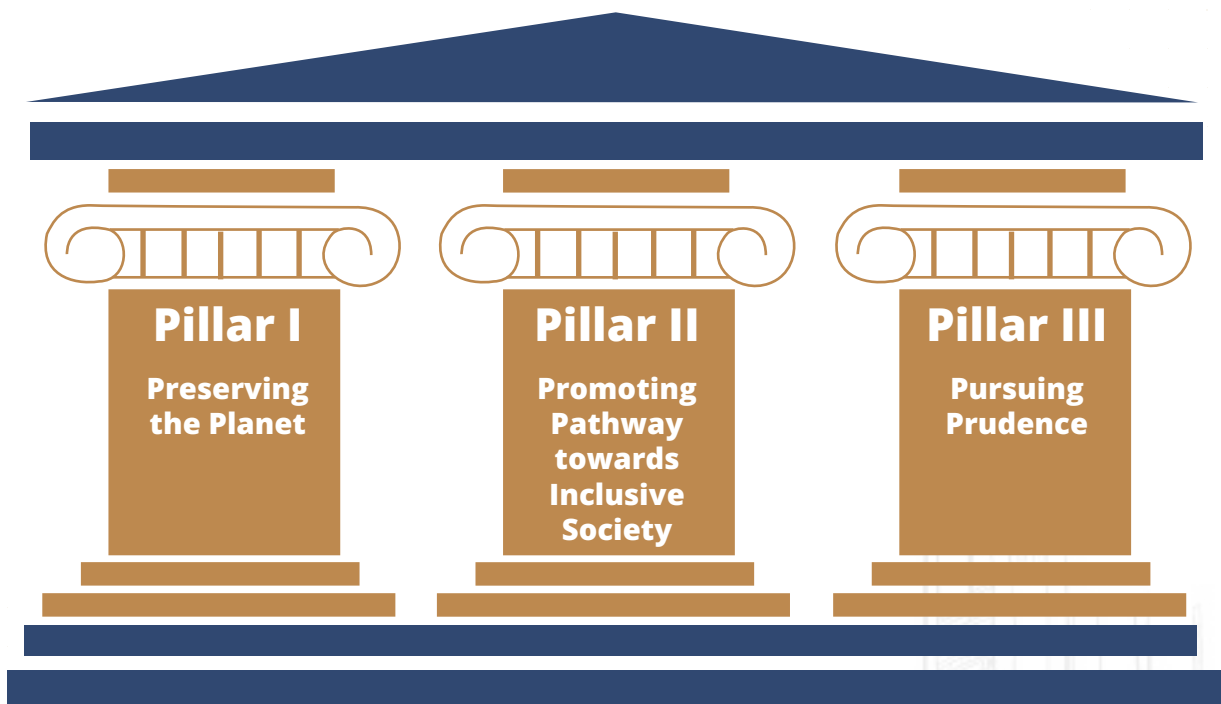 Pillar I
Preserving
the Planet
Pillar II
Promoting
Pathway
towards
Inclusive
Society
Pillar III
Pursuing
Prudence